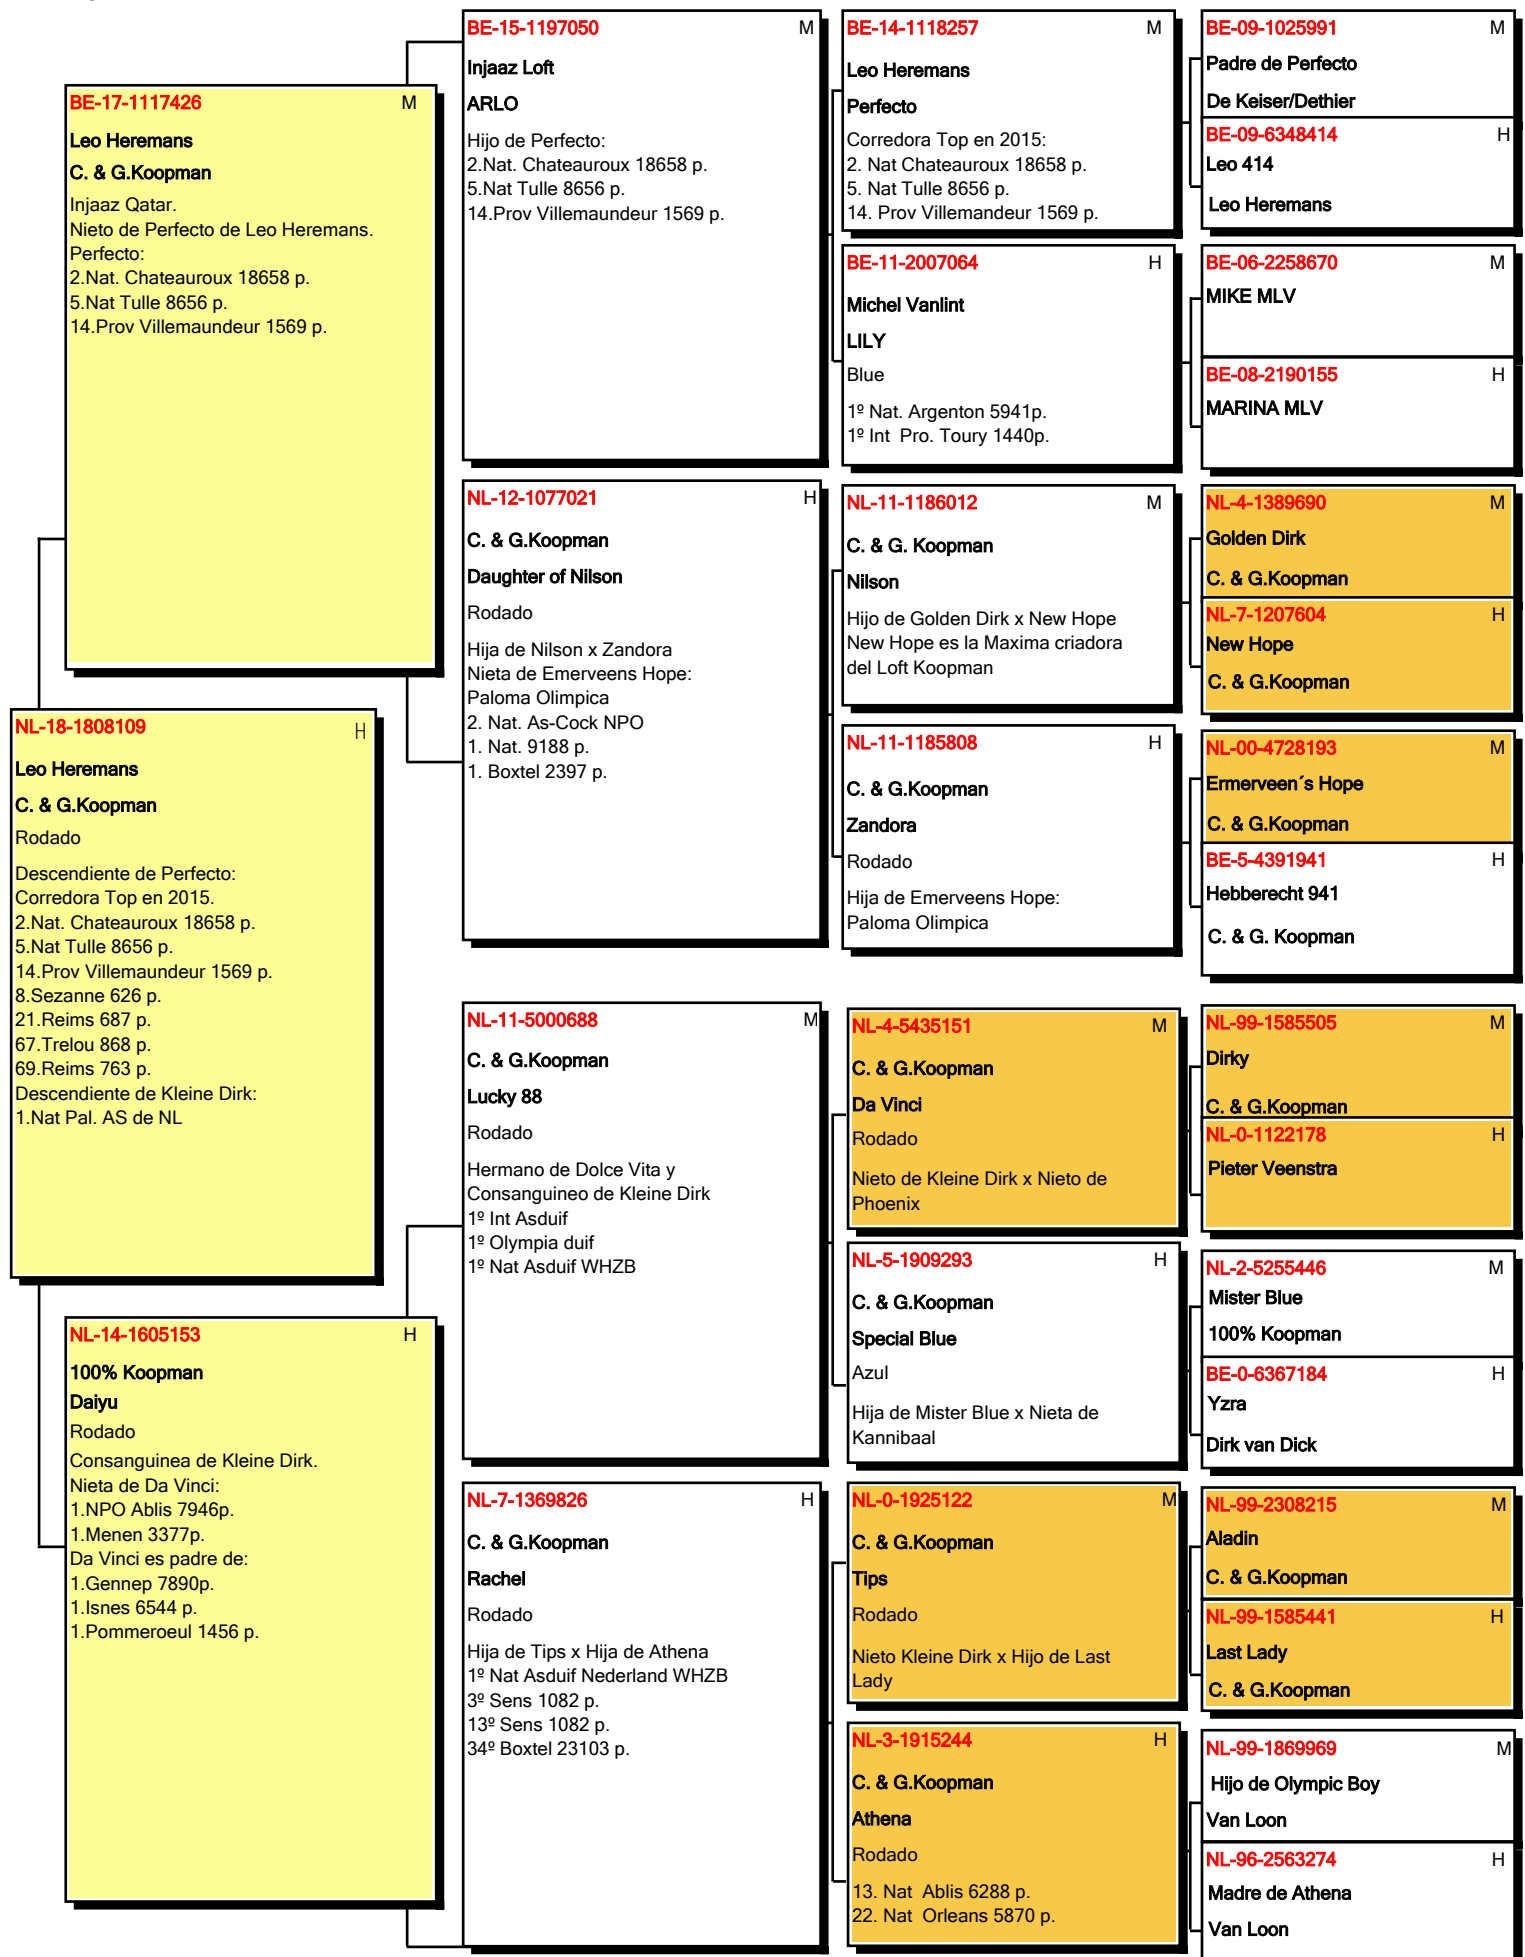 BE-17-1117426 M
Leo Heremans
C. & G.Koopman
Injaaz Qatar.
Nieto de Perfecto de Leo Heremans.
Perfecto:
2.Nat. Chateauroux 18658 p.
5.Nat Tulle 8656 p.
14.Prov Villemaundeur 1569 p.
NL-18-1808109 H
Leo Heremans
C. & G.Koopman
Rodado
Descendiente de Perfecto:
Corredora Top en 2015.
2.Nat. Chateauroux 18658 p.
5.Nat Tulle 8656 p.
14.Prov Villemaundeur 1569 p.
8.Sezanne 626 p.
21.Reims 687 p.
67.Trelou 868 p.
69.Reims 763 p.
Descendiente de Kleine Dirk:
1.Nat Pal. AS de NL
NL-14-1605153 H
100% Koopman
Daiyu
Rodado
Consanguinea de Kleine Dirk.
Nieta de Da Vinci:
1.NPO Ablis 7946p.
1.Menen 3377p.
Da Vinci es padre de:
1.Gennep 7890p.
1.Isnes 6544 p.
1.Pommeroeul 1456 p.
BE-15-1197050 M
Injaaz Loft
ARLO
Hijo de Perfecto:
2.Nat. Chateauroux 18658 p.
5.Nat Tulle 8656 p.
14.Prov Villemaundeur 1569 p.
NL-12-1077021 H
C. & G.Koopman
Daughter of Nilson
Rodado
Hija de Nilson x Zandora
Nieta de Emerveens Hope:
Paloma Olimpica
2. Nat. As-Cock NPO
1. Nat. 9188 p.
1. Boxtel 2397 p.
NL-11-5000688 M
C. & G.Koopman
Lucky 88
Rodado
Hermano de Dolce Vita y
Consanguineo de Kleine Dirk
1º Int Asduif
1º Olympia duif
1º Nat Asduif WHZB
NL-7-1369826 H
C. & G.Koopman
Rachel
Rodado
Hija de Tips x Hija de Athena
1º Nat Asduif Nederland WHZB
3º Sens 1082 p.
13º Sens 1082 p.
34º Boxtel 23103 p.
BE-14-1118257 M
Leo Heremans
Perfecto
Corredora Top en 2015:
2. Nat Chateauroux 18658 p.
5. Nat Tulle 8656 p.
14. Prov Villemandeur 1569 p.
BE-11-2007064 H
Michel Vanlint
LILY
Blue
1º Nat. Argenton 5941p.
1º Int  Pro. Toury 1440p.
NL-11-1186012 M
C. & G. Koopman
Nilson
Hijo de Golden Dirk x New Hope
New Hope es la Maxima criadora
del Loft Koopman
NL-11-1185808 H
C. & G.Koopman
Zandora
Rodado
Hija de Emerveens Hope:
Paloma Olimpica
NL-4-5435151 M
C. & G.Koopman
Da Vinci
Rodado
Nieto de Kleine Dirk x Nieto de
Phoenix
NL-5-1909293 H
C. & G.Koopman
Special Blue
Azul
Hija de Mister Blue x Nieta de
Kannibaal
NL-0-1925122 M
C. & G.Koopman
Tips
Rodado
Nieto Kleine Dirk x Hijo de Last
Lady
NL-3-1915244 H
C. & G.Koopman
Athena
Rodado
13. Nat  Ablis 6288 p.
22. Nat  Orleans 5870 p.
BE-09-1025991 M
Padre de Perfecto
De Keiser/Dethier
BE-09-6348414 H
Leo 414
Leo Heremans
BE-06-2258670 M
MIKE MLV
BE-08-2190155 H
MARINA MLV
NL-4-1389690 M
Golden Dirk
C. & G.Koopman
NL-7-1207604 H
New Hope
C. & G.Koopman
NL-00-4728193 M
Ermerveen´s Hope
C. & G.Koopman
BE-5-4391941 H
Hebberecht 941
C. & G. Koopman
NL-99-1585505 M
Dirky
C. & G.Koopman
NL-0-1122178 H
Pieter Veenstra
NL-2-5255446 M
Mister Blue
100% Koopman
BE-0-6367184 H
Yzra
Dirk van Dick
NL-99-2308215 M
Aladin
C. & G.Koopman
NL-99-1585441 H
Last Lady
C. & G.Koopman
NL-99-1869969 M
Hijo de Olympic Boy
Van Loon
NL-96-2563274 H
Madre de Athena
Van Loon